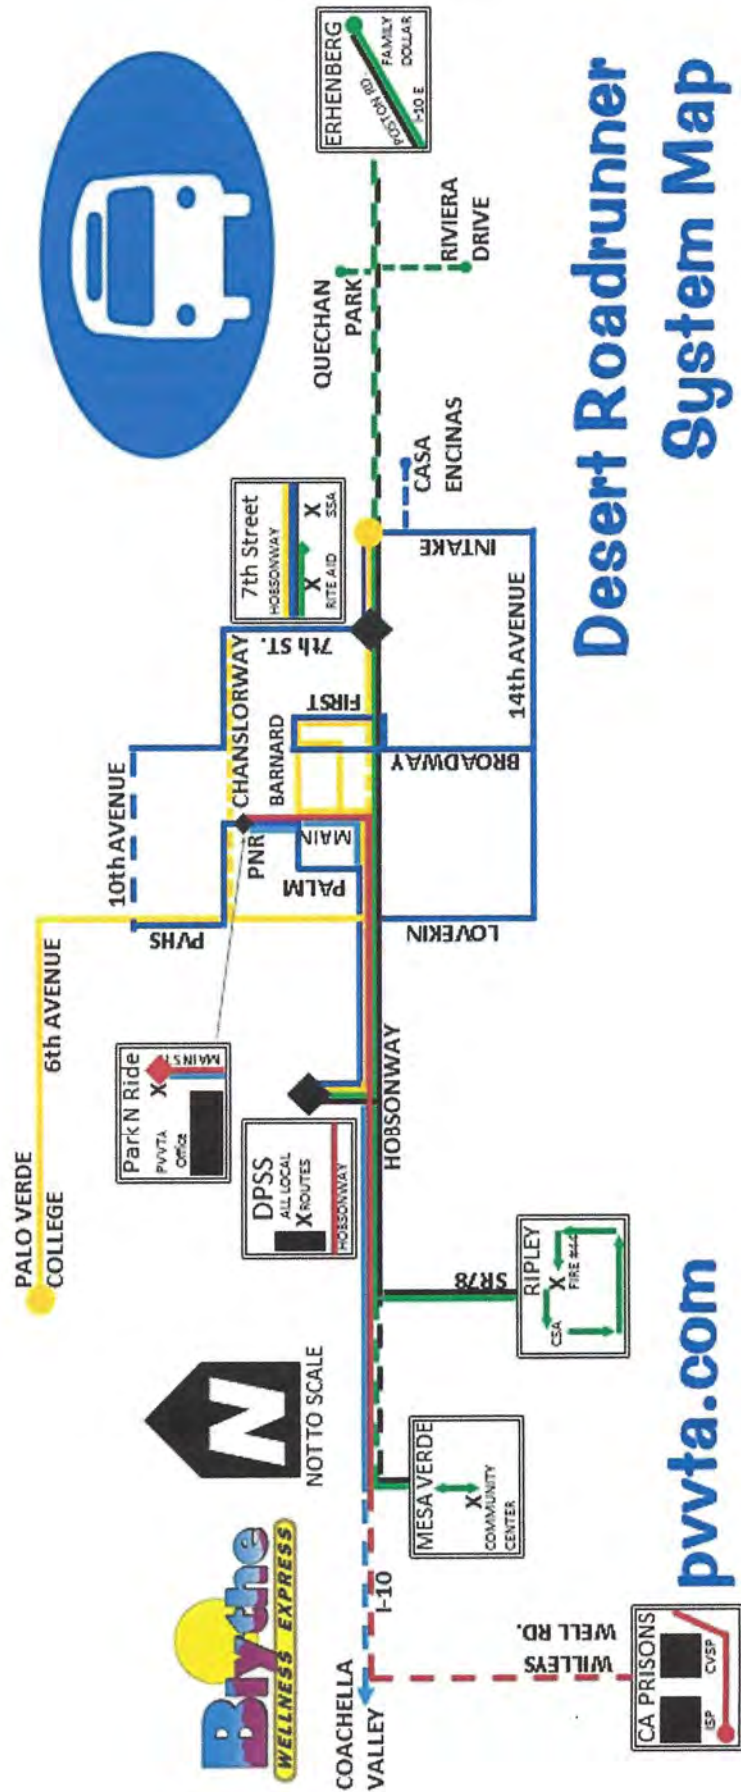 Blythe
WELLNESS EXPRESS
N
NOT TO SCALE
PALO VERDE
COLLEGE
6th AVENUE
10th AVENUE
PVHS
CHANSLORWAY
BARNARD
PNR
MAIN
PALM
FIRST
7th ST.
Park N Ride
PVVTA
Office
X
MAIN ST
DPSS
ALL LOCAL
X ROUTES
HOBSONWAY
7th Street
HOBSONWAY
X
RITE AID
X
SSA
QUECHAN
PARK
RIVIERA
DRIVE
ERHENBERG
POSTON RD.
FAMILY
DOLLAR
I-10 E
CASA
ENCINAS
INTAKE
14th AVENUE
BROADWAY
LOVEKIN
HOBSONWAY
SR78
RIPLEY
X
FIRE #44
CSA
MESA VERDE
X
COMMUNITY
CENTER
I-10
COACHELLA
VALLEY
WILLEYS
WELL RD.
CA PRISONS
ISP
CVSP
pvvta.com
Desert Roadrunner
System Map